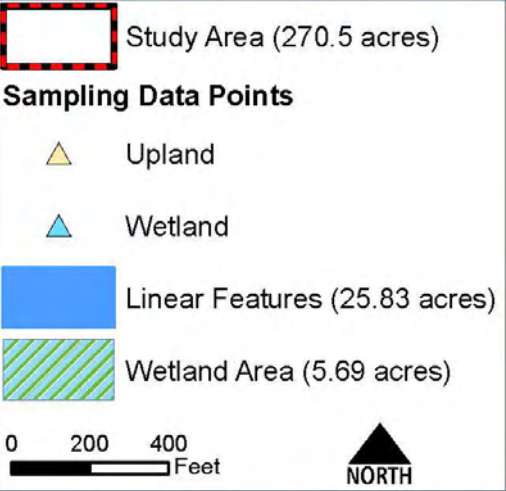 Study Area (270.5 acres)
Sampling Data Points
Upland
Wetland
Linear Features (25.83 acres)
Wetland Area (5.69 acres)
0 200 400
Feet
NORTH